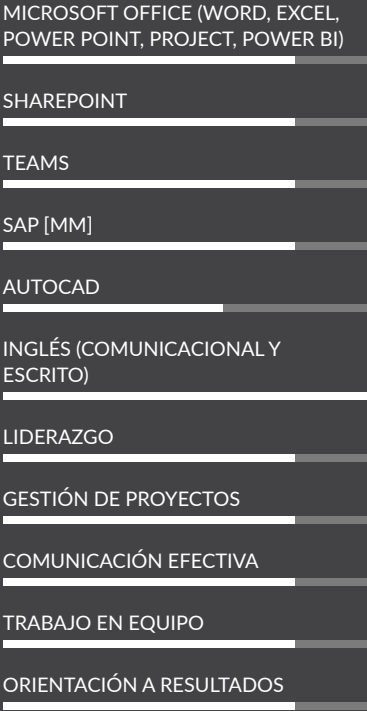 MICROSOFT OFFICE (WORD, EXCEL,
POWER POINT, PROJECT, POWER BI)
SHAREPOINT
TEAMS
SAP [MM]
AUTOCAD
INGLÉS (COMUNICACIONAL Y
ESCRITO)
LIDERAZGO
GESTIÓN DE PROYECTOS
COMUNICACIÓN EFECTIVA
TRABAJO EN EQUIPO
ORIENTACIÓN A RESULTADOS